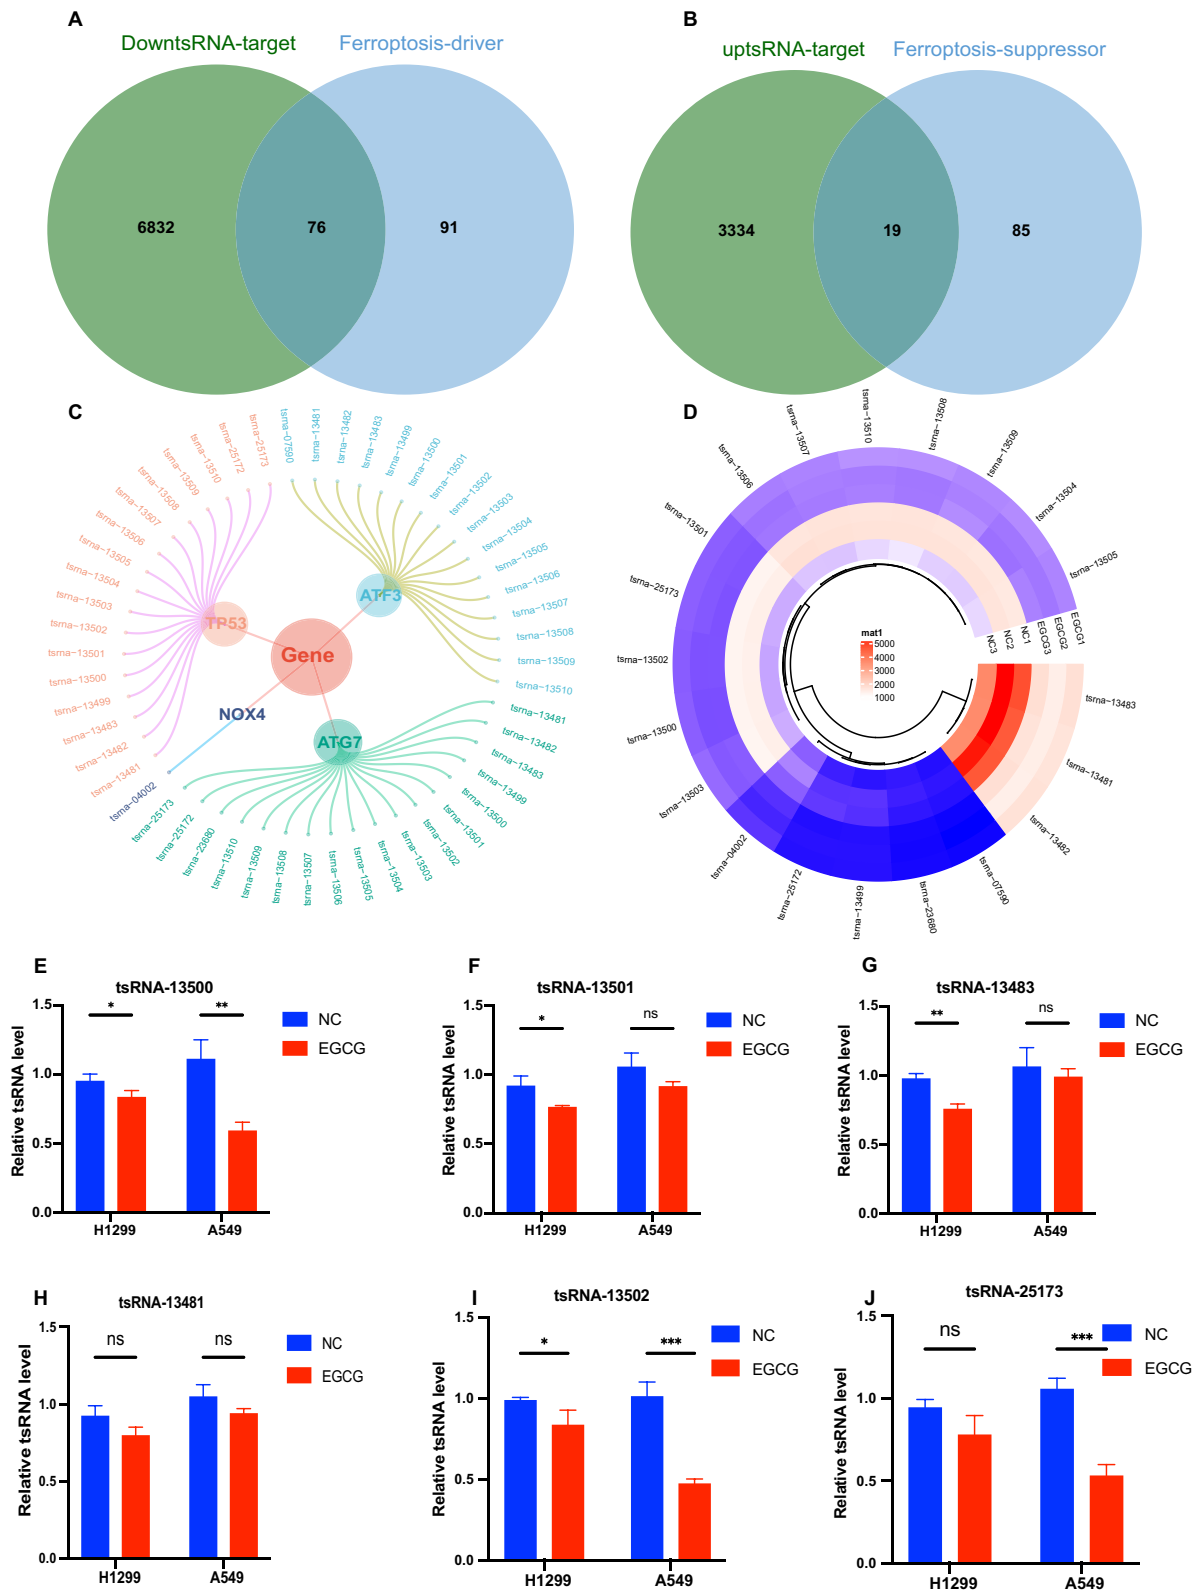 A
DowntsRNA-target
Ferroptosis-driver
6832
76
91
B
uptsRNA-target
Ferroptosis-suppressor
3334
19
85
C
tsrna-07590
tsrna-13481
tsrna-13482
tsrna-13483
tsrna-13499
tsrna-13500
tsrna-13501
tsrna-13502
tsrna-13503
tsrna-13504
tsrna-13505
tsrna-13506
tsrna-13507
tsrna-13508
tsrna-13509
tsrna-13510
tsrna-13481
tsrna-13482
tsrna-13483
tsrna-13499
tsrna-13500
tsrna-13501
tsrna-13502
tsrna-13503
tsrna-13504
tsrna-13505
tsrna-13506
tsrna-13507
tsrna-13508
tsrna-13509
tsrna-13510
tsrna-23680
tsrna-25172
tsrna-25173
tsrna-04002
tsrna-13481
tsrna-13482
tsrna-13483
tsrna-13499
tsrna-13500
tsrna-13501
tsrna-13502
tsrna-13503
tsrna-13504
tsrna-13505
tsrna-13506
tsrna-13507
tsrna-13508
tsrna-13509
tsrna-13510
tsrna-25172
tsrna-25173
TP53
ATF3
Gene
NOX4
ATG7
D
tsrna-13510
tsrna-13508
tsrna-13509
tsrna-13504
tsrna-13505
tsrna-13483
tsrna-13481
tsrna-13482
tsrna-07590
tsrna-23680
tsrna-13499
tsrna-25172
tsrna-04002
tsrna-13503
tsrna-13500
tsrna-13502
tsrna-25173
tsrna-13501
tsrna-13506
tsrna-13507
NC3
NC2
NC1
EGCG3
EGCG2
EGCG1
mat1
5000
4000
3000
2000
1000
E
tsRNA-13500
Relative tsRNA level
1.5
1.0
0.5
0.0
*
**
NC
EGCG
H1299
A549
F
tsRNA-13501
Relative tsRNA level
1.5
1.0
0.5
0.0
*
ns
NC
EGCG
H1299
A549
G
tsRNA-13483
Relative tsRNA level
1.5
1.0
0.5
0.0
**
ns
NC
EGCG
H1299
A549
H
tsRNA-13481
Relative tsRNA level
1.5
1.0
0.5
0.0
ns
ns
NC
EGCG
H1299
A549
I
tsRNA-13502
Relative tsRNA level
1.5
1.0
0.5
0.0
*
***
NC
EGCG
H1299
A549
J
tsRNA-25173
Relative tsRNA level
1.5
1.0
0.5
0.0
ns
***
NC
EGCG
H1299
A549